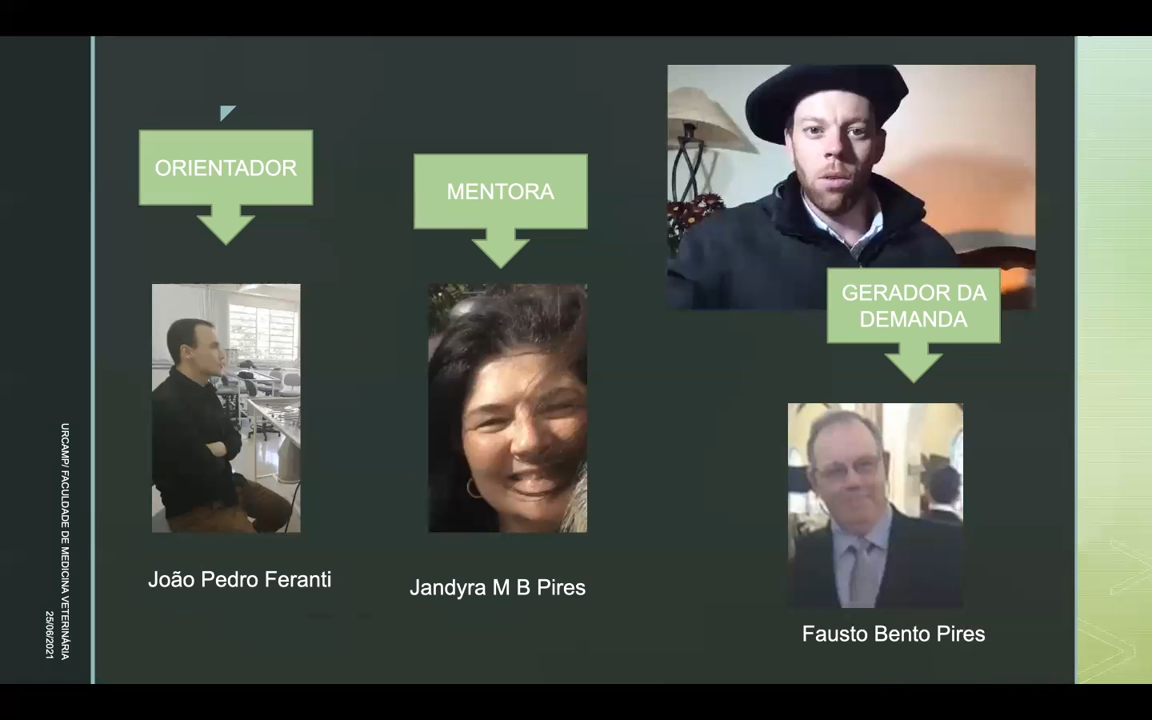 ORIENTADOR
MENTORA
GERADOR DA
DEMANDA
João Pedro Feranti
Jandyra M B Pires
Fausto Bento Pires
URCAMP/ FACULDADE DE MEDICINA VETERINÁRIA
25/06/2021